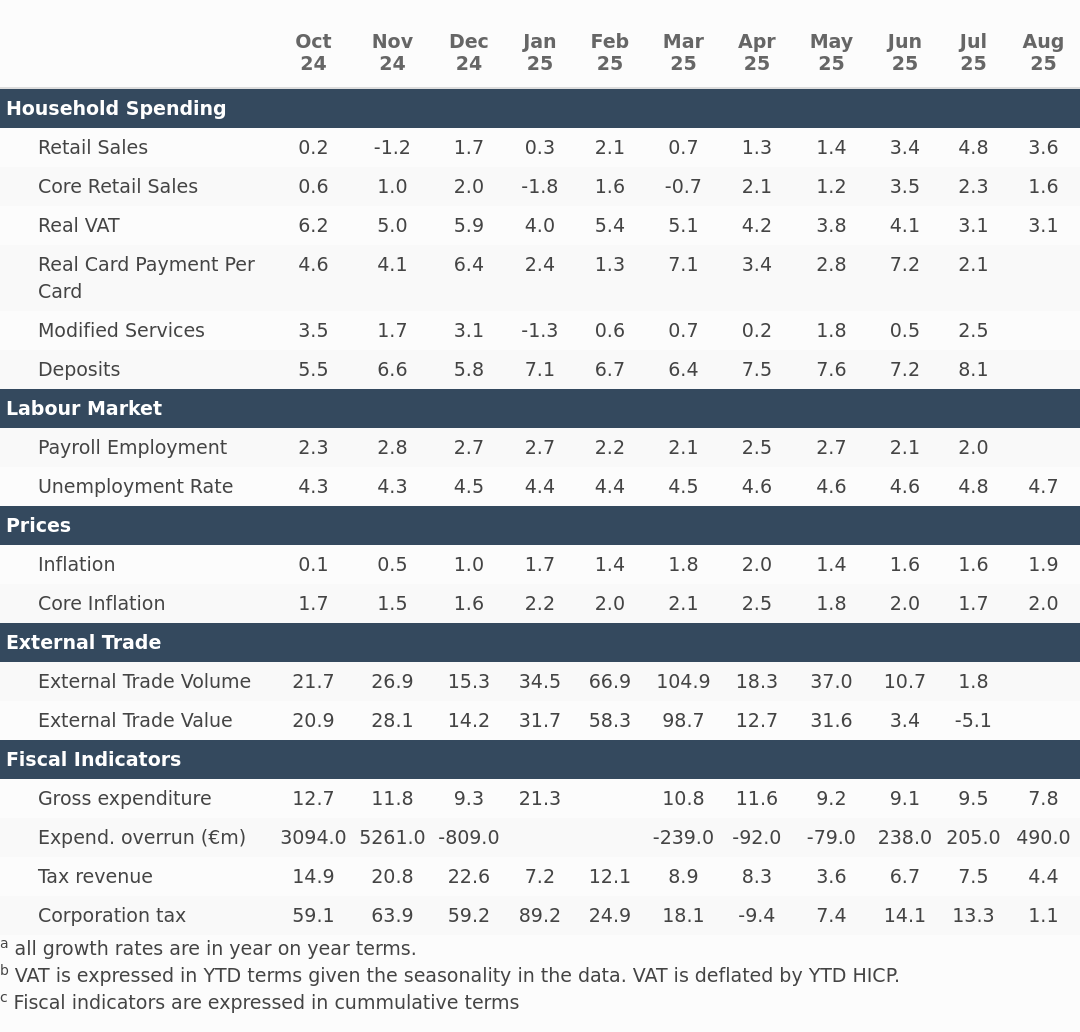 Oct 24 Nov 24 Dec 24 Jan 25 Feb 25 Mar 25 Apr 25 May 25 Jun 25 Jul 25 Aug 25
Household Spending
Retail Sales 0.2 -1.2 1.7 0.3 2.1 0.7 1.3 1.4 3.4 4.8 3.6
Core Retail Sales 0.6 1.0 2.0 -1.8 1.6 -0.7 2.1 1.2 3.5 2.3 1.6
Real VAT 6.2 5.0 5.9 4.0 5.4 5.1 4.2 3.8 4.1 3.1 3.1
Real Card Payment Per Card 4.6 4.1 6.4 2.4 1.3 7.1 3.4 2.8 7.2 2.1
Modified Services 3.5 1.7 3.1 -1.3 0.6 0.7 0.2 1.8 0.5 2.5
Deposits 5.5 6.6 5.8 7.1 6.7 6.4 7.5 7.6 7.2 8.1
Labour Market
Payroll Employment 2.3 2.8 2.7 2.7 2.2 2.1 2.5 2.7 2.1 2.0
Unemployment Rate 4.3 4.3 4.5 4.4 4.4 4.5 4.6 4.6 4.6 4.8 4.7
Prices
Inflation 0.1 0.5 1.0 1.7 1.4 1.8 2.0 1.4 1.6 1.6 1.9
Core Inflation 1.7 1.5 1.6 2.2 2.0 2.1 2.5 1.8 2.0 1.7 2.0
External Trade
External Trade Volume 21.7 26.9 15.3 34.5 66.9 104.9 18.3 37.0 10.7 1.8
External Trade Value 20.9 28.1 14.2 31.7 58.3 98.7 12.7 31.6 3.4 -5.1
Fiscal Indicators
Gross expenditure 12.7 11.8 9.3 21.3 10.8 11.6 9.2 9.1 9.5 7.8
Expend. overrun (€m) 3094.0 5261.0 -809.0 -239.0 -92.0 -79.0 238.0 205.0 490.0
Tax revenue 14.9 20.8 22.6 7.2 12.1 8.9 8.3 3.6 6.7 7.5 4.4
Corporation tax 59.1 63.9 59.2 89.2 24.9 18.1 -9.4 7.4 14.1 13.3 1.1
a all growth rates are in year on year terms.
b VAT is expressed in YTD terms given the seasonality in the data. VAT is deflated by YTD HICP.
c Fiscal indicators are expressed in cummulative terms